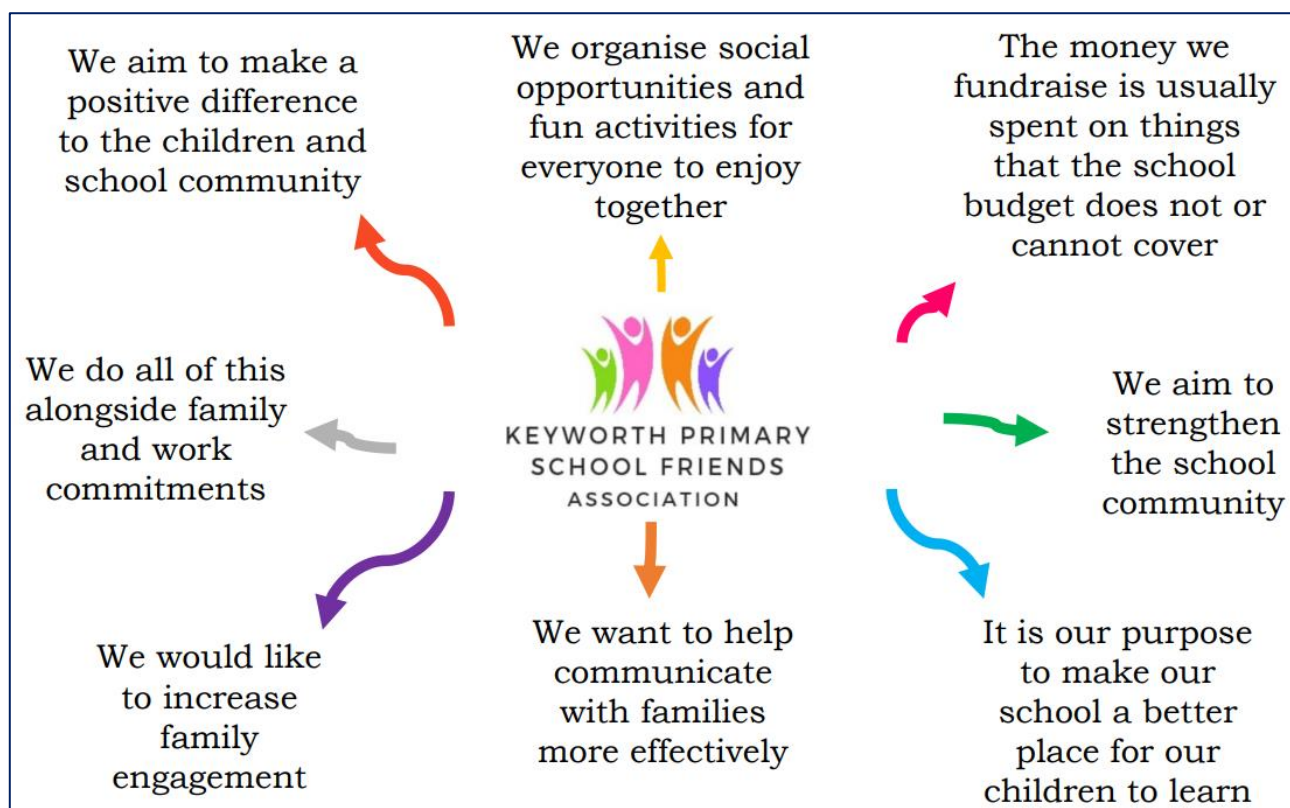 We aim to make a
positive difference
to the children and
school community
We organise social
opportunities and
fun activities for
everyone to enjoy
together
The money we
fundraise is usually
spent on things
that the school
budget does not or
cannot cover
We do all of this
alongside family
and work
commitments
KEYWORTH PRIMARY
SCHOOL FRIENDS
ASSOCIATION
We aim to
strengthen
the school
community
We would like
to increase
family
engagement
We want to help
communicate
with families
more effectively
It is our purpose
to make our
school a better
place for our
children to learn